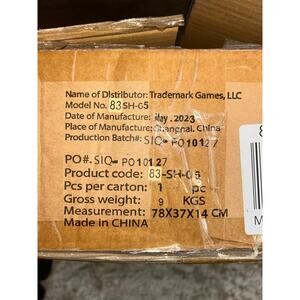 Name of Distributor: Trademark Games, LLC
Model No. 83SH-05
Date of Manufacture: May.2023
Place of Manufacture: Shanghai. China
Production Batch#: SIQ-PO10127
PO#. SIQ-PO10127
Product code: 83-SH-05
Pcs per carton: 1 pc
Gross weight: 9 KGS
Measurement: 78X37X14 CM
Made in CHINA